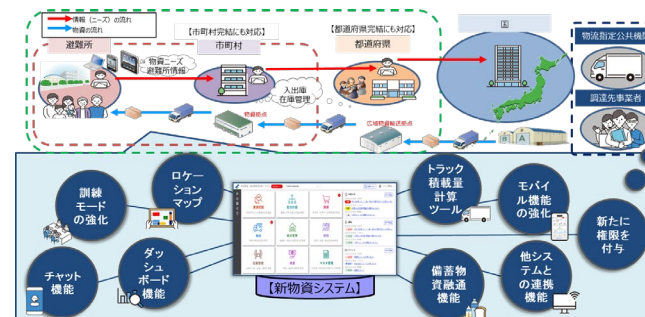 情報（ニーズ）の流れ
物資の流れ
【市町村完結にも対応】
【都道府県完結にも対応】
国
避難所
市町村
都道府県
物流指定公共機関
物資ニーズ
避難所情報
入出庫
在庫管理
調達先事業者
物資拠点
広域物資輸送拠点
A
訓練
モード
の強化
ロケー
ション
マップ
トラック
積載量
計算
ツール
モバイ
ル機能
の強化
新たに
権限を
付与
チャット
機能
ダッ
シュ
ボード
機能
【新物資システム】
備蓄物
資融通
機能
他シス
テムと
の連携
機能